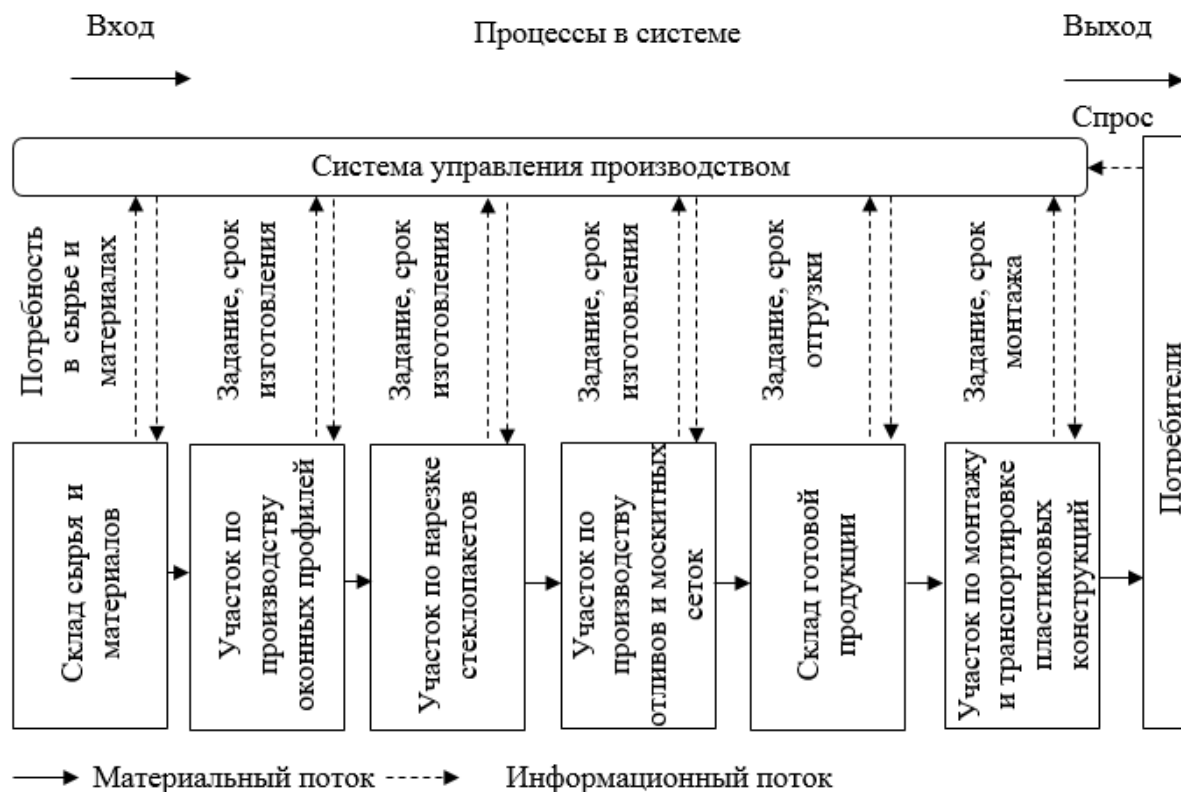 Вход
Процессы в системе
Выход
Спрос
Система управления производством
Потребность
в сырье и
материалах
Задание, срок
изготовления
Задание, срок
изготовления
Задание, срок
изготовления
Задание, срок
отгрузки
Задание, срок
монтажа
Потребители
Склад сырья и
материалов
Участок по
производству
оконных профилей
Участок по нарезке
стеклопакетов
Участок по
производству
отливов и москитных
сеток
Склад готовой
продукции
Участок по монтажу
и транспортировке
пластиковых
конструкций
Материальный поток
Информационный поток